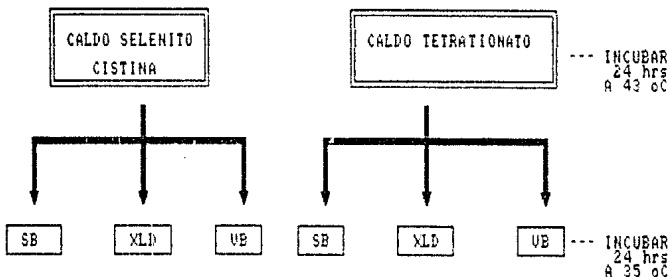 CALDO SELENITO
CISTINA
CALDO TETRATIONATO
--- INCUBAR
24 hrs
A 43 oC
SB
XLD
VB
SB
XLD
VB
--- INCUBAR
24 hrs
A 35 oC